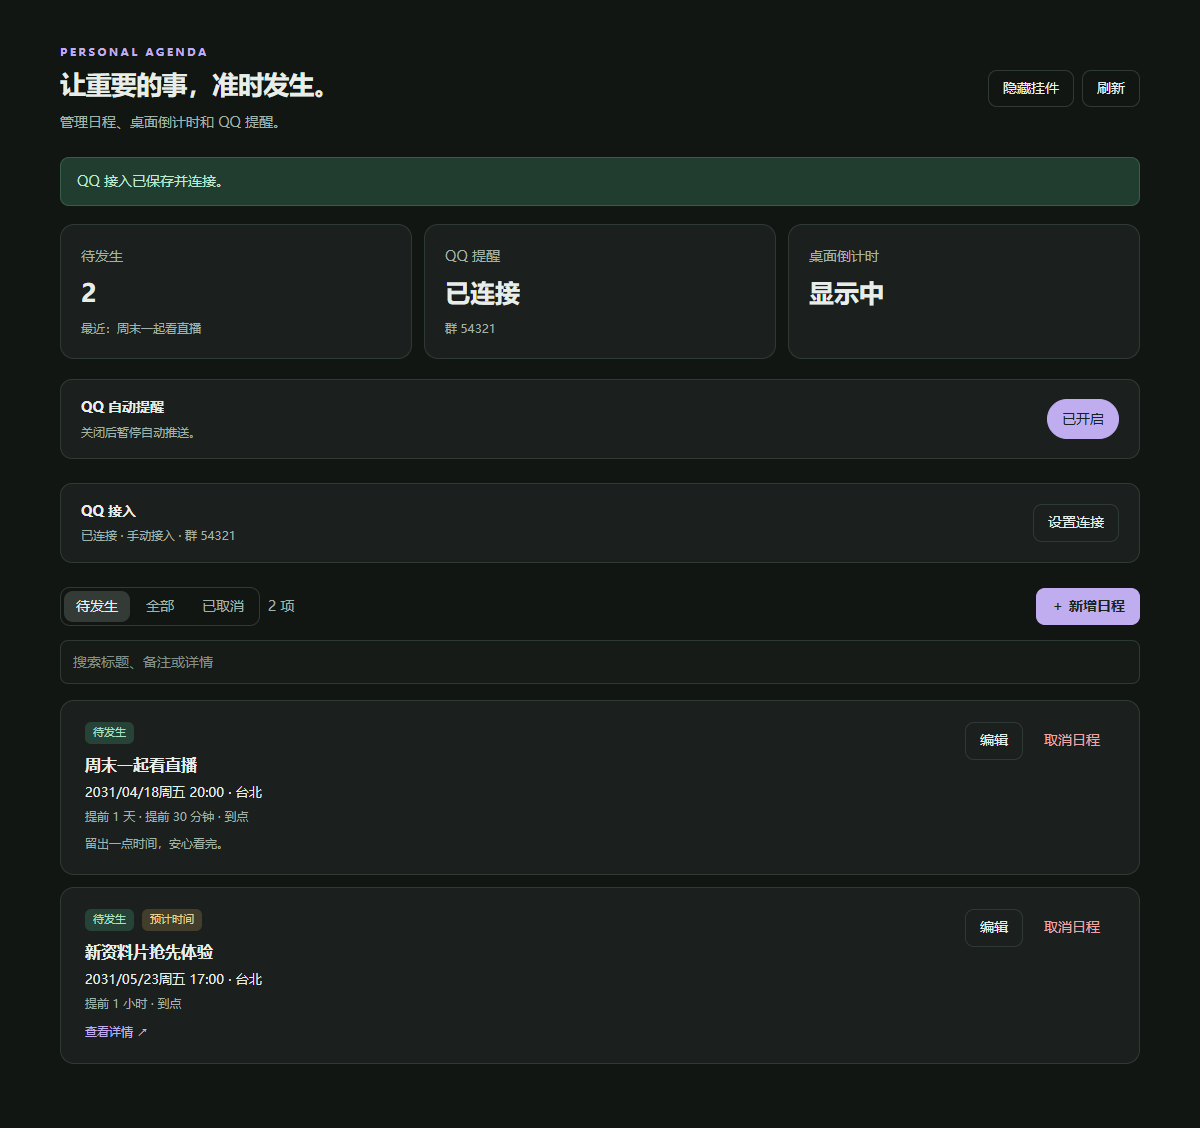 PERSONAL AGENDA
让重要的事，准时发生。
管理日程、桌面倒计时和 QQ 提醒。
隐藏挂件
刷新
QQ 接入已保存并连接。
待发生
2
最近：周末一起看直播
QQ 提醒
已连接
群 54321
桌面倒计时
显示中
QQ 自动提醒
关闭后暂停自动推送。
已开启
QQ 接入
已连接 · 手动接入 · 群 54321
设置连接
待发生 全部 已取消 2 项
+ 新增日程
搜索标题、备注或详情
待发生
周末一起看直播
2031/04/18周五 20:00 · 台北
提前 1 天 · 提前 30 分钟 · 到点
留出一点时间，安心看完。
编辑
取消日程
待发生 预计时间
新资料片抢先体验
2031/05/23周五 17:00 · 台北
提前 1 小时 · 到点
查看详情 ↗
编辑
取消日程